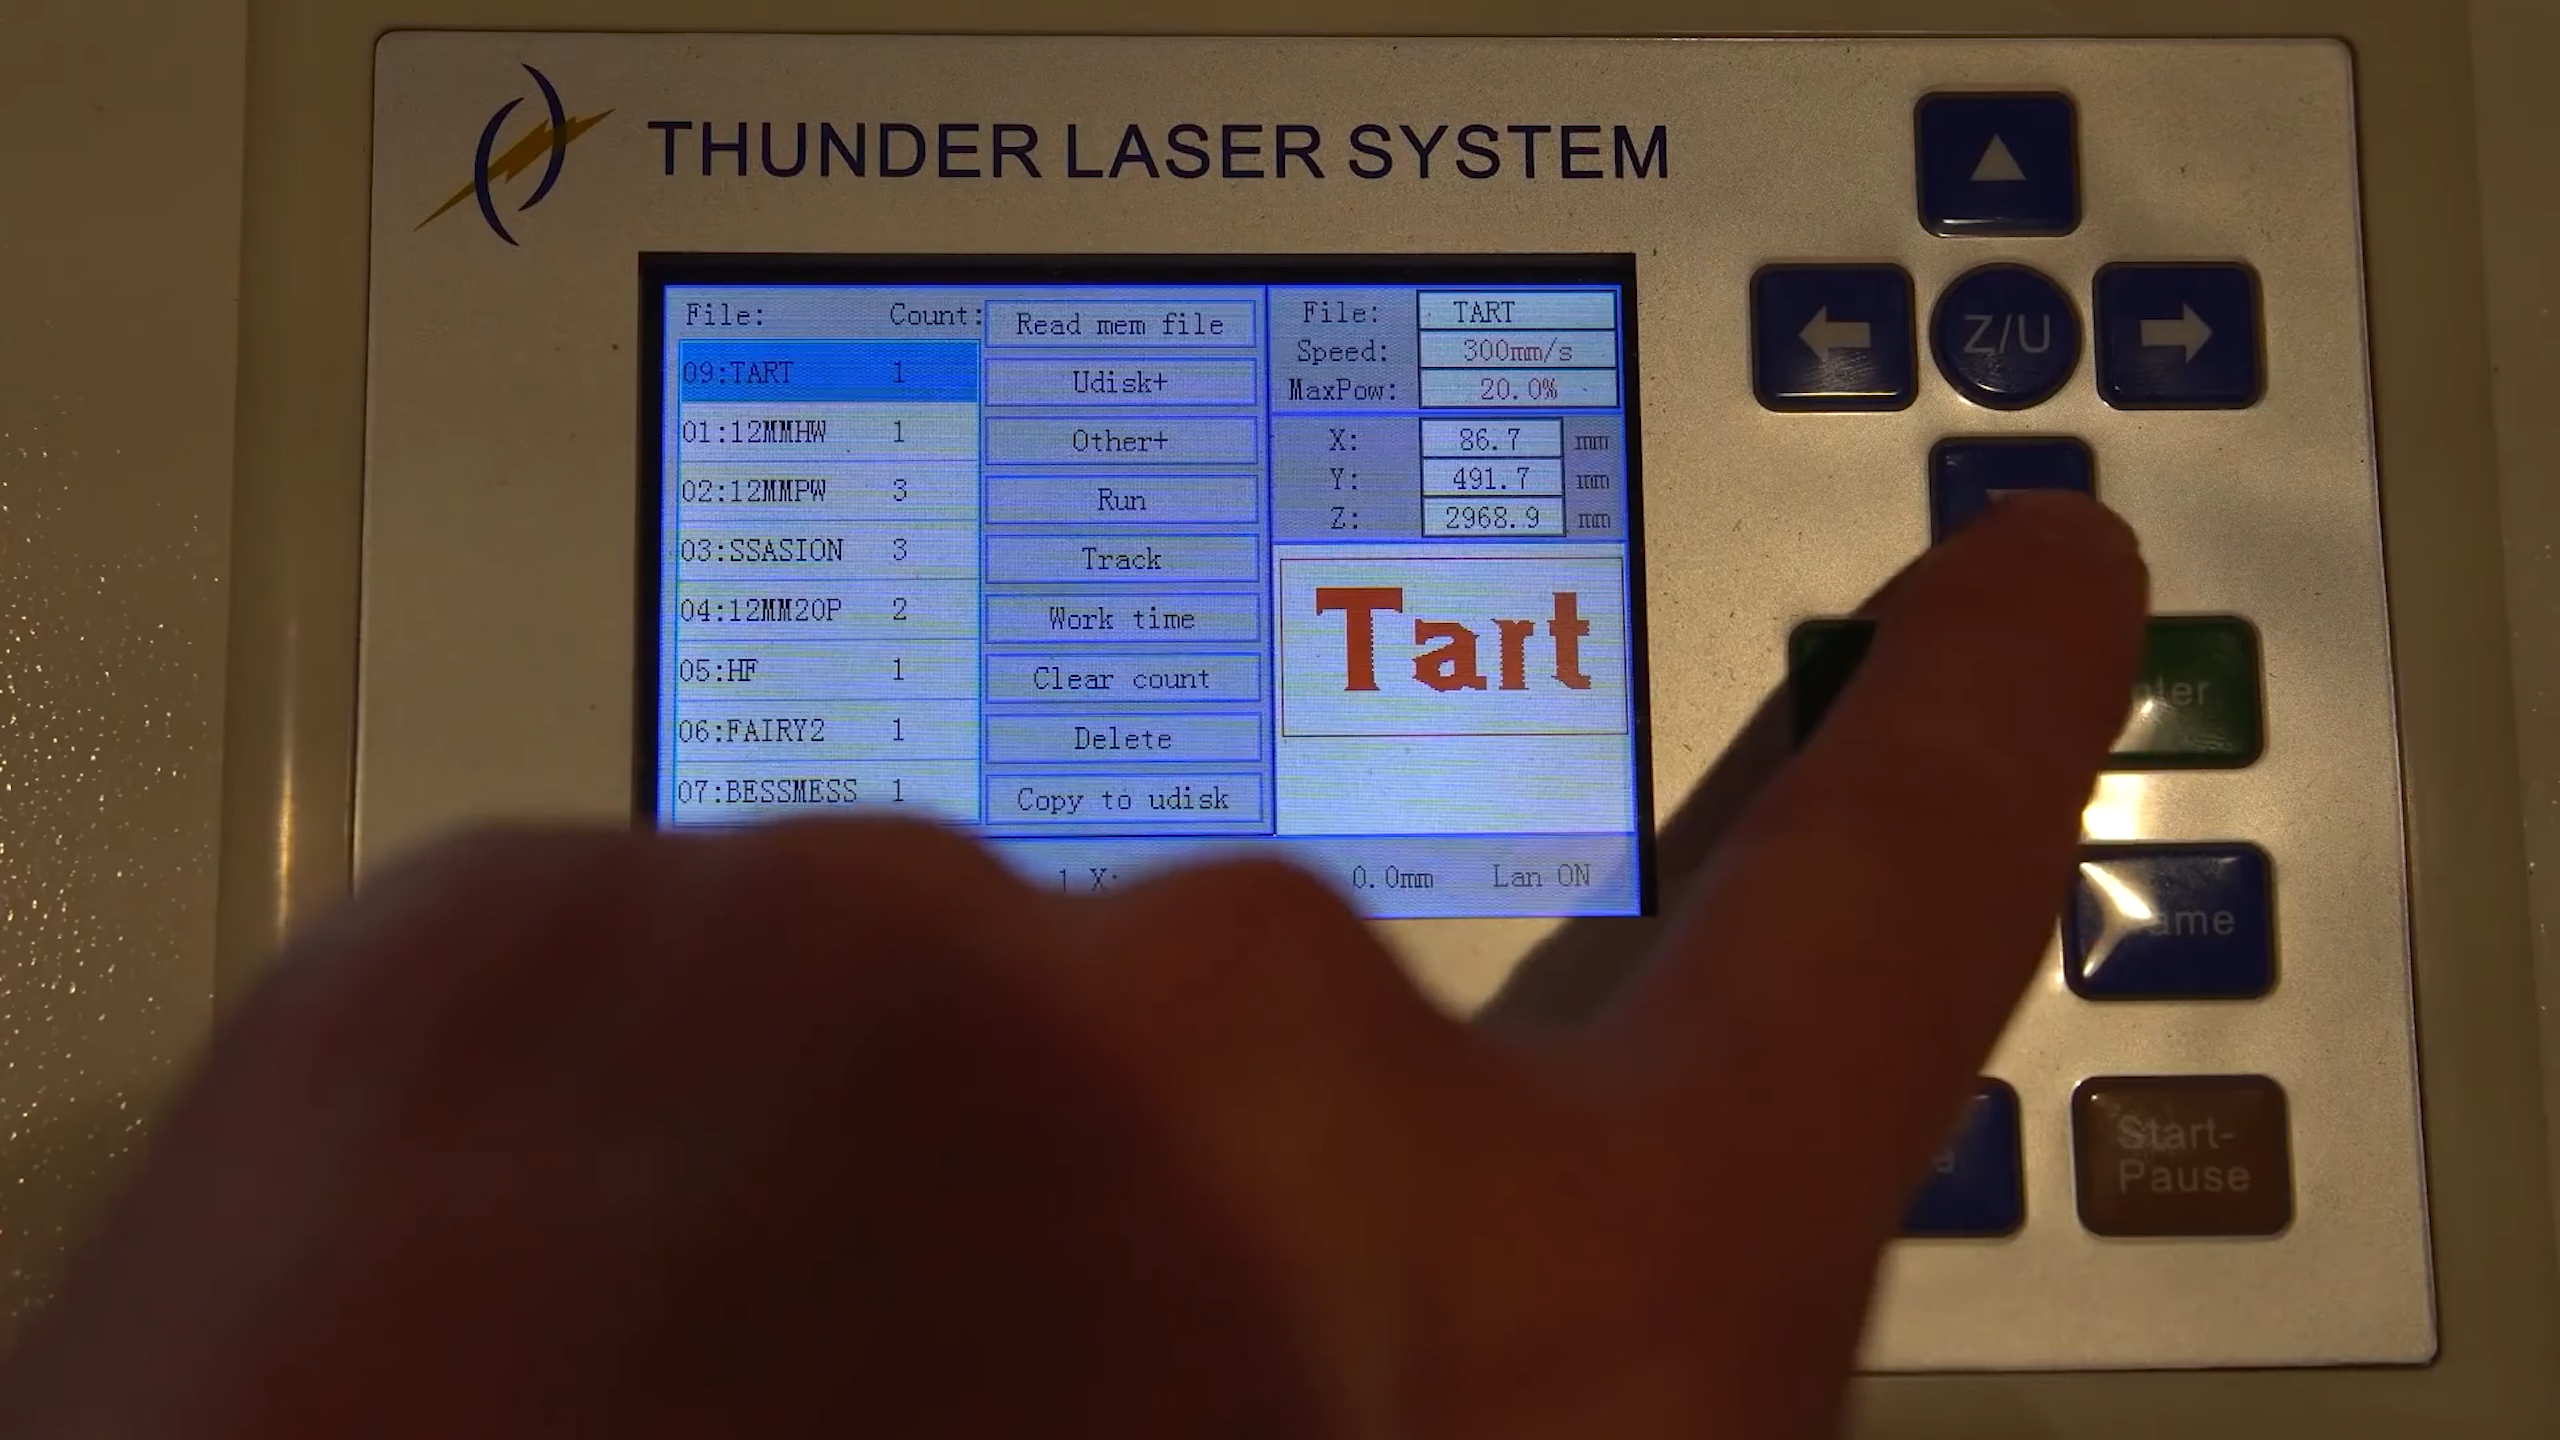 THUNDER LASER SYSTEM
File: Count:
09:TART 1
01:12MMHW 1
02:12MMPW 3
03:SSASION 3
04:12MM20P 2
05:HF 1
06:FAIRY2 1
07:BESSMESS 1
Read mem file
Udisk+
Other+
Run
Track
Work time
Clear count
Delete
Copy to udisk
File: TART
Speed: 300mm/s
MaxPow: 20.0%
X: 86.7 mm
Y: 491.7 mm
Z: 2968.9 mm
Tart
1 X: 0.0mm Lan ON
Z/U
Start-
Pause